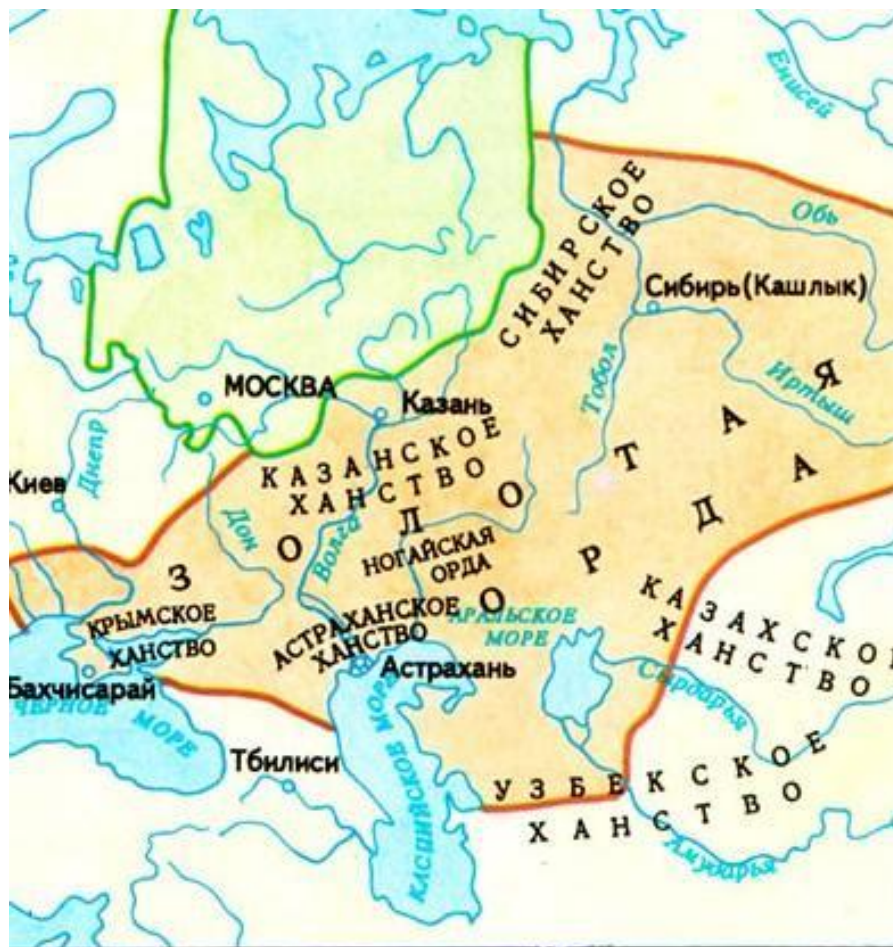 Енисей
Обь
СИБИРСКОЕ
ХАНСТВО
Сибирь(Кашлык)
Тобол
Иртыш
МОСКВА
Казань
Днепр
Киев
КАЗАНСКОЕ
ХАНСТВО
ЗОЛОТАЯ
ОРДА
Дон
Волга
НОГАЙСКАЯ
ОРДА
КРЫМСКОЕ
ХАНСТВО
АСТРАХАНСКОЕ
ХАНСТВО
АРАЛЬСКОЕ
МОРЕ
КАЗАХСКОЕ
ХАНСТВО
Астрахань
Бахчисарай
ЧЕРНОЕ
МОРЕ
Сырдарья
Тбилиси
КАСПИЙСКОЕ МОРЕ
УЗБЕКСКОЕ
ХАНСТВО
Амударья